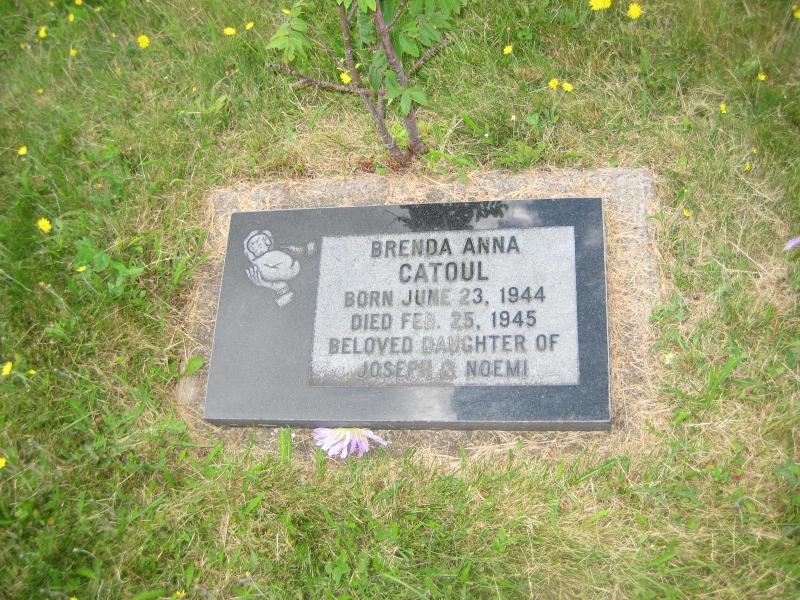 BRENDA ANNA
CATOUL
BORN JUNE 23, 1944
DIED FEB. 25, 1945
BELOVED DAUGHTER OF
JOSEPH & NOEMI